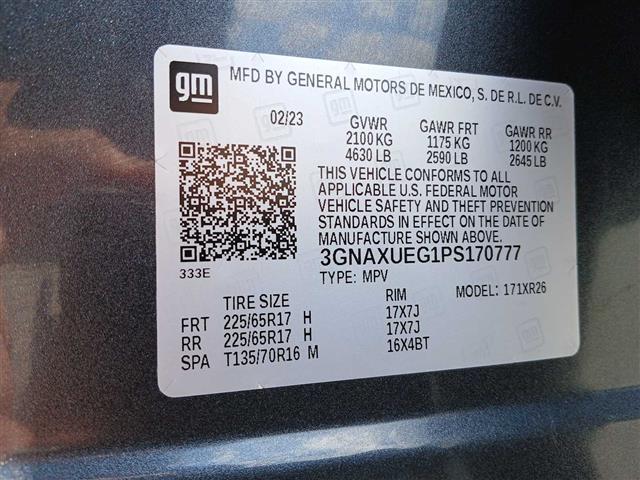 gm
MFD BY GENERAL MOTORS DE MEXICO, S. DE R.L. DE C.V.
02/23 GVWR GAWR FRT GAWR RR
2100 KG 1175 KG 1200 KG
4630 LB 2590 LB 2645 LB
THIS VEHICLE CONFORMS TO ALL
APPLICABLE U.S. FEDERAL MOTOR
VEHICLE SAFETY AND THEFT PREVENTION
STANDARDS IN EFFECT ON THE DATE OF
MANUFACTURE SHOWN ABOVE.
333E
3GNAXUEG1PS170777
TYPE: MPV
MODEL: 171XR26
TIRE SIZE RIM
FRT 225/65R17 H 17X7J
RR 225/65R17 H 17X7J
SPA T135/70R16 M 16X4BT